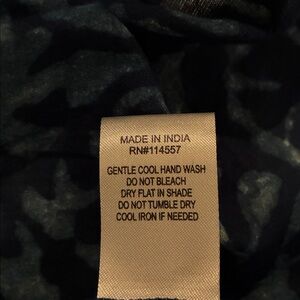 MADE IN INDIA
RN#114557
GENTLE COOL HAND WASH
DO NOT BLEACH
DRY FLAT IN SHADE
DO NOT TUMBLE DRY
COOL IRON IF NEEDED